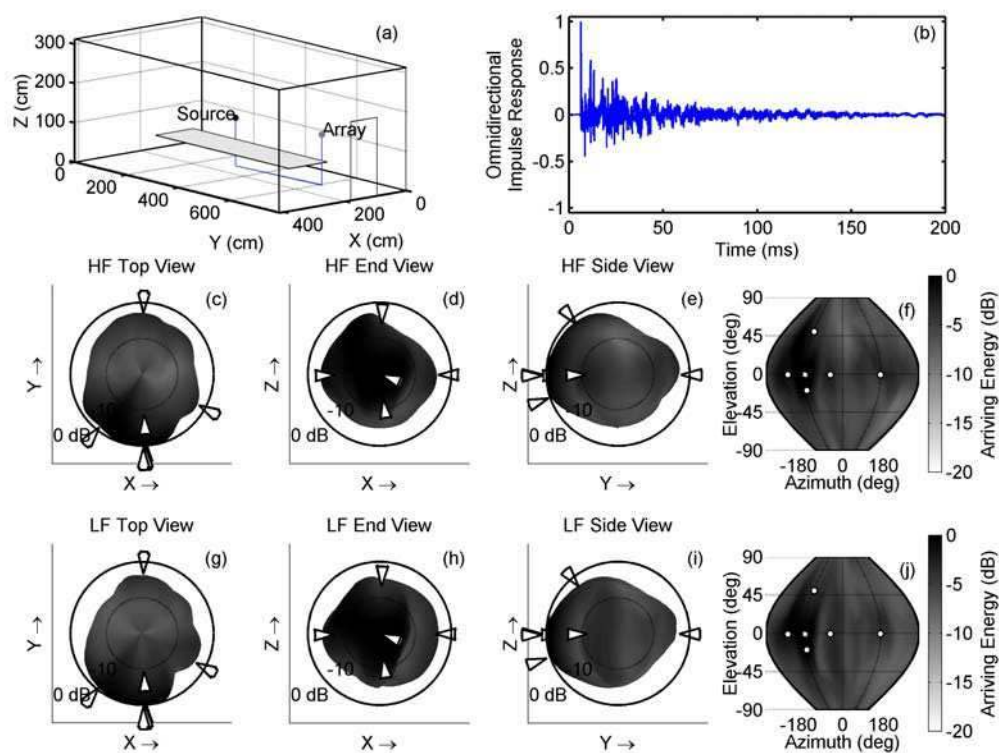 (a)
300
200
100
0
Z (cm)
0
200
400
600
Y (cm)
400
200
0
X (cm)
Source
Array
(b)
1
0.5
0
-0.5
-1
Omnidirectional
Impulse Response
0
50
100
150
200
Time (ms)
HF Top View
(c)
Y →
X →
-10
0 dB
HF End View
(d)
Z →
X →
-10
0 dB
HF Side View
(e)
Z →
Y →
-10
0 dB
(f)
90
45
0
-45
-90
Elevation (deg)
-180
0
180
Azimuth (deg)
0
-5
-10
-15
-20
Arriving Energy (dB)
LF Top View
(g)
Y →
X →
-10
0 dB
LF End View
(h)
Z →
X →
-10
0 dB
LF Side View
(i)
Z →
Y →
-10
0 dB
(j)
90
45
0
-45
-90
Elevation (deg)
-180
0
180
Azimuth (deg)
0
-5
-10
-15
-20
Arriving Energy (dB)